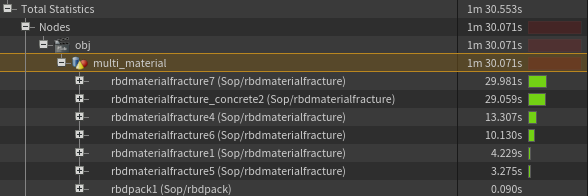 Total Statistics 1m 30.553s
Nodes 1m 30.071s
obj 1m 30.071s
multi_material 1m 30.071s
rbdmaterialfracture7 (Sop/rbdmaterialfracture) 29.981s
rbdmaterialfracture_concrete2 (Sop/rbdmaterialfracture) 29.059s
rbdmaterialfracture4 (Sop/rbdmaterialfracture) 13.307s
rbdmaterialfracture6 (Sop/rbdmaterialfracture) 10.130s
rbdmaterialfracture1 (Sop/rbdmaterialfracture) 4.229s
rbdmaterialfracture5 (Sop/rbdmaterialfracture) 3.275s
rbdpack1 (Sop/rbdpack) 0.090s